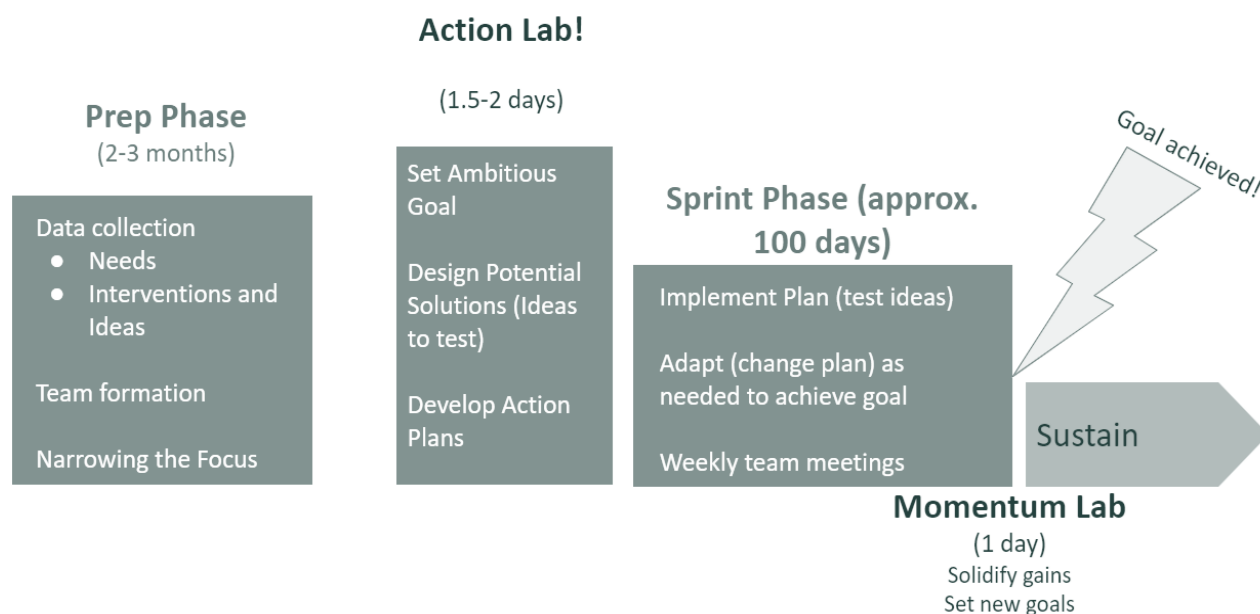 Prep Phase
(2-3 months)
Data collection
● Needs
● Interventions and
Ideas
Team formation
Narrowing the Focus
Action Lab!
(1.5-2 days)
Set Ambitious
Goal
Design Potential
Solutions (Ideas
to test)
Develop Action
Plans
Sprint Phase (approx.
100 days)
Implement Plan (test ideas)
Adapt (change plan) as
needed to achieve goal
Weekly team meetings
Goal achieved!
Sustain
Momentum Lab
(1 day)
Solidify gains
Set new goals